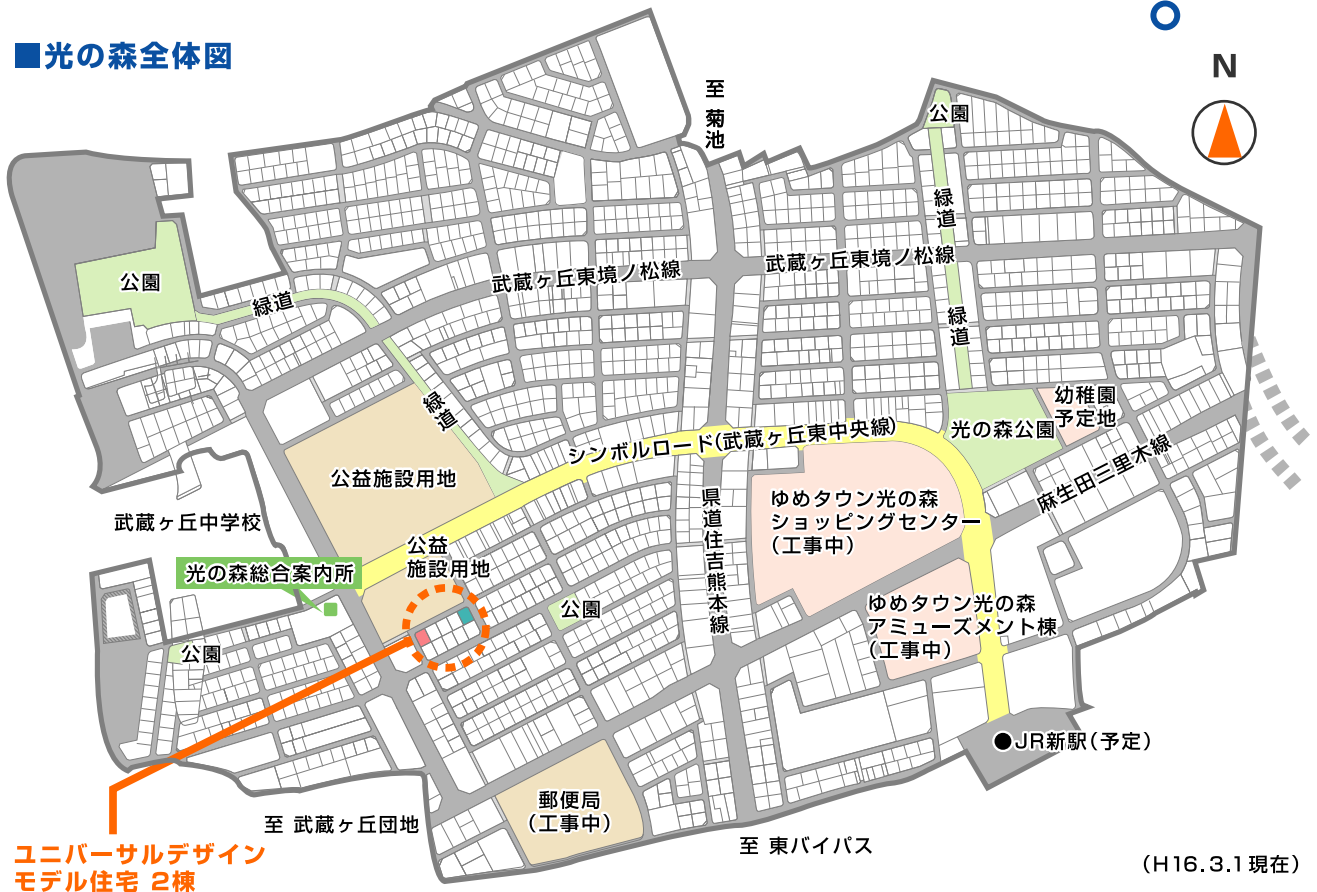 ■光の森全体図
N
至 菊池
公園
緑道
武蔵ヶ丘東境ノ松線
武蔵ヶ丘東境ノ松線
公園
緑道
緑道
緑道
幼稚園
予定地
光の森公園
シンボルロード(武蔵ヶ丘東中央線)
麻生田三里木線
公益施設用地
県道住吉熊本線
ゆめタウン光の森
ショッピングセンター
(工事中)
武蔵ヶ丘中学校
公益
施設用地
光の森総合案内所
公園
ゆめタウン光の森
アミューズメント棟
(工事中)
公園
●JR新駅(予定)
郵便局
(工事中)
至 武蔵ヶ丘団地
至 東バイパス
ユニバーサルデザイン
モデル住宅 2棟
(H16.3.1現在)